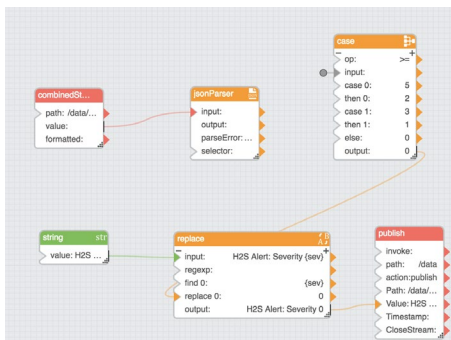 case
op: >=
input:
case 0: 5
then 0: 2
case 1: 3
then 1: 1
else: 0
output: 0
combinedSt...
path: /data/...
value:
formatted:
jsonParser
input:
output:
parseError: ...
selector:
string str
value: H2S ...
replace
input: H2S Alert: Severity {sev}
regexp:
find 0: {sev}
replace 0: 0
output: H2S Alert: Severity 0
publish
invoke:
path: /data
action:publish
Path: /data/...
Value: H2S ...
Timestamp:
CloseStream: